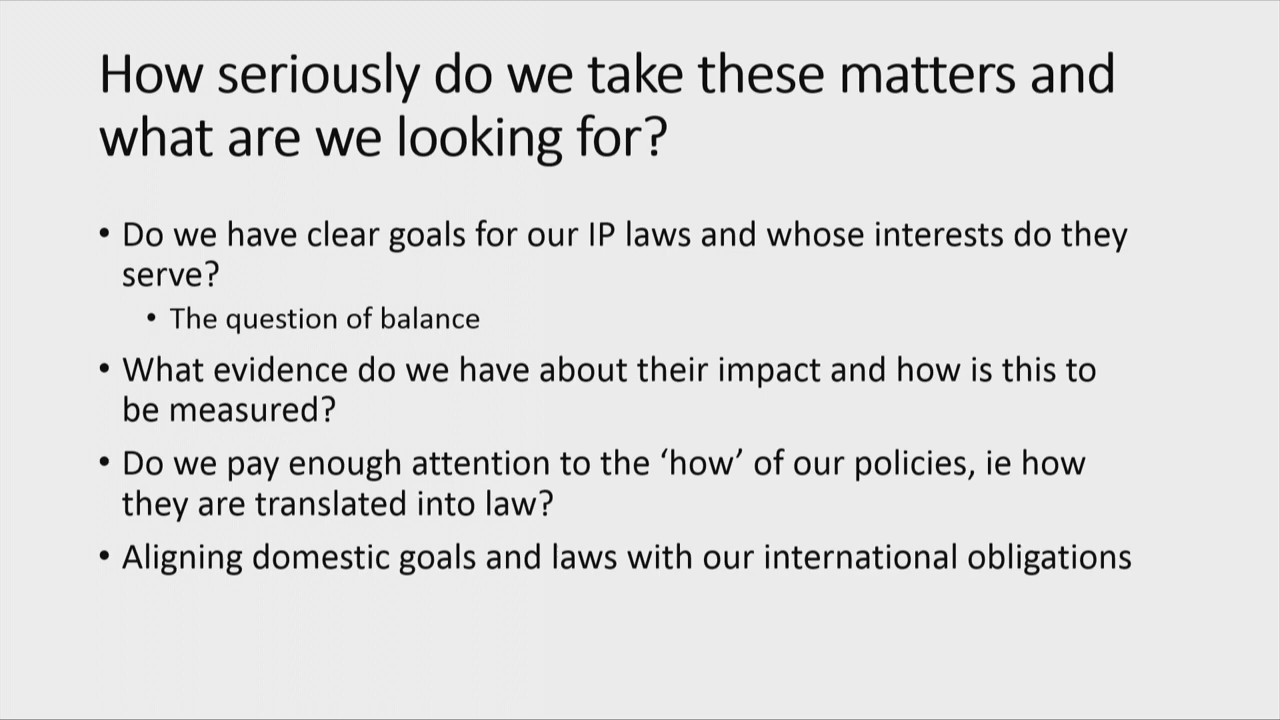 How seriously do we take these matters and
what are we looking for?
• Do we have clear goals for our IP laws and whose interests do they
serve?
• The question of balance
• What evidence do we have about their impact and how is this to
be measured?
• Do we pay enough attention to the ‘how’ of our policies, ie how
they are translated into law?
• Aligning domestic goals and laws with our international obligations